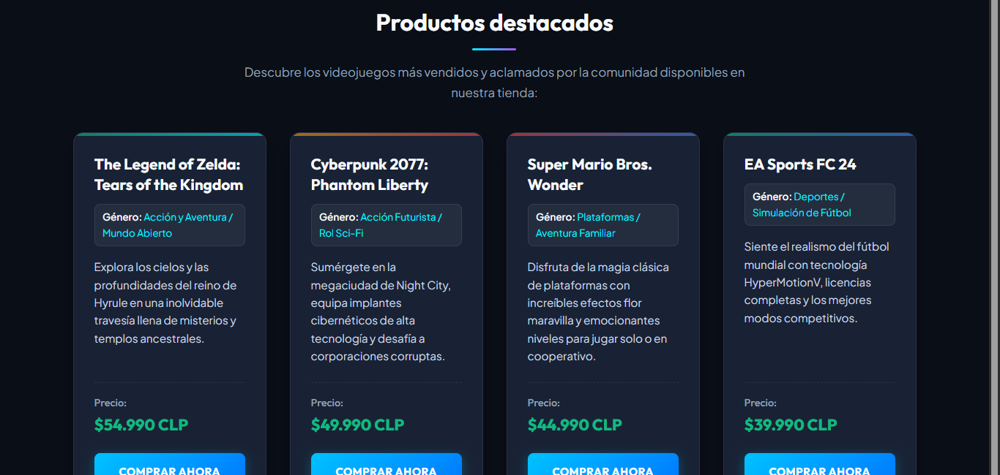 Productos destacados
Descubre los videojuegos más vendidos y aclamados por la comunidad disponibles en
nuestra tienda:
The Legend of Zelda:
Tears of the Kingdom
Género: Acción y Aventura /
Mundo Abierto
Explora los cielos y las
profundidades del reino de
Hyrule en una inolvidable
travesía llena de misterios y
templos ancestrales.
Precio:
$54.990 CLP
COMPRAR AHORA
Cyberpunk 2077:
Phantom Liberty
Género: Acción Futurista /
Rol Sci-Fi
Sumérgete en la
megaciudad de Night City,
equipa implantes
cibernéticos de alta
tecnología y desafía a
corporaciones corruptas.
Precio:
$49.990 CLP
COMPRAR AHORA
Super Mario Bros.
Wonder
Género: Plataformas /
Aventura Familiar
Disfruta de la magia clásica
de plataformas con
increíbles efectos flor
maravilla y emocionantes
niveles para jugar solo o en
cooperativo.
Precio:
$44.990 CLP
COMPRAR AHORA
EA Sports FC 24
Género: Deportes /
Simulación de Fútbol
Siente el realismo del fútbol
mundial con tecnología
HyperMotionV, licencias
completas y los mejores
modos competitivos.
Precio:
$39.990 CLP
COMPRAR AHORA